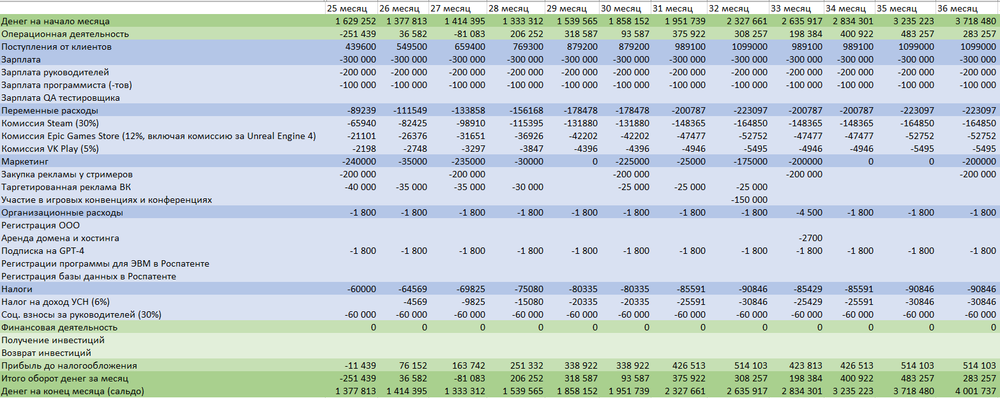 25 месяц 26 месяц 27 месяц 28 месяц 29 месяц 30 месяц 31 месяц 32 месяц 33 месяц 34 месяц 35 месяц 36 месяц
Денег на начало месяца 1 629 252 1 377 813 1 414 395 1 333 312 1 539 565 1 858 152 1 951 739 2 327 661 2 635 917 2 834 301 3 235 223 3 718 480
Операционная деятельность -251 439 36 582 -81 083 206 252 318 587 93 587 375 922 308 257 198 384 400 922 483 257 283 257
Поступления от клиентов 439600 549500 659400 769300 879200 879200 989100 1099000 989100 989100 1099000 1099000
Зарплата -300 000 -300 000 -300 000 -300 000 -300 000 -300 000 -300 000 -300 000 -300 000 -300 000 -300 000 -300 000
Зарплата руководителей -200 000 -200 000 -200 000 -200 000 -200 000 -200 000 -200 000 -200 000 -200 000 -200 000 -200 000 -200 000
Зарплата программиста (-тов) -100 000 -100 000 -100 000 -100 000 -100 000 -100 000 -100 000 -100 000 -100 000 -100 000 -100 000 -100 000
Зарплата QA тестировщика
Переменные расходы -89239 -111549 -133858 -156168 -178478 -178478 -200787 -223097 -200787 -200787 -223097 -223097
Комиссия Steam (30%) -65940 -82425 -98910 -115395 -131880 -131880 -148365 -164850 -148365 -148365 -164850 -164850
Комиссия Epic Games Store (12%, включая комиссию за Unreal Engine 4) -21101 -26376 -31651 -36926 -42202 -42202 -47477 -52752 -47477 -47477 -52752 -52752
Комиссия VK Play (5%) -2198 -2748 -3297 -3847 -4396 -4396 -4946 -5495 -4946 -4946 -5495 -5495
Маркетинг -240000 -35000 -235000 -30000 0 -225000 -25000 -175000 -200000 0 0 -200000
Закупка рекламы у стримеров -200 000 -200 000 -200 000 -200 000 -200 000
Таргетированная реклама ВК -40 000 -35 000 -35 000 -30 000 -25 000 -25 000 -25 000
Участие в игровых конвенциях и конференциях -150 000
Организационные расходы -1 800 -1 800 -1 800 -1 800 -1 800 -1 800 -1 800 -1 800 -4 500 -1 800 -1 800 -1 800
Регистрация ООО
Аренда домена и хостинга -2700
Подписка на GPT-4 -1 800 -1 800 -1 800 -1 800 -1 800 -1 800 -1 800 -1 800 -1 800 -1 800 -1 800 -1 800
Регистрации программы для ЭВМ в Роспатенте
Регистрация базы данных в Роспатенте
Налоги -60000 -64569 -69825 -75080 -80335 -80335 -85591 -90846 -85429 -85591 -90846 -90846
Налог на доход УСН (6%) -4569 -9825 -15080 -20335 -20335 -25591 -30846 -25429 -25591 -30846 -30846
Соц. взносы за руководителей (30%) -60 000 -60 000 -60 000 -60 000 -60 000 -60 000 -60 000 -60 000 -60 000 -60 000 -60 000 -60 000
Финансовая деятельность 0 0 0 0 0 0 0 0 0 0 0 0
Получение инвестиций
Возврат инвестиций
Прибыль до налогообложения -11 439 76 152 163 742 251 332 338 922 338 922 426 513 514 103 423 813 426 513 514 103 514 103
Итого оборот денег за месяц -251 439 36 582 -81 083 206 252 318 587 93 587 375 922 308 257 198 384 400 922 483 257 283 257
Денег на конец месяца (сальдо) 1 377 813 1 414 395 1 333 312 1 539 565 1 858 152 1 951 739 2 327 661 2 635 917 2 834 301 3 235 223 3 718 480 4 001 737